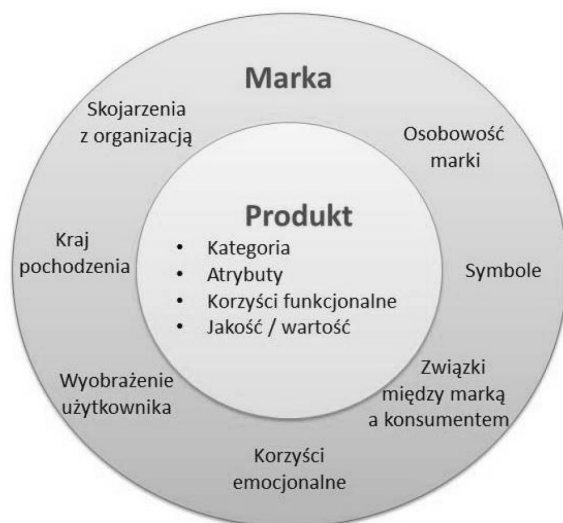 Marka
Skojarzenia
z organizacją
Osobowość
marki
Produkt
• Kategoria
• Atrybuty
• Korzyści funkcjonalne
• Jakość / wartość
Kraj
pochodzenia
Symbole
Wyobrażenie
użytkownika
Związki
między marką
a konsumentem
Korzyści
emocjonalne